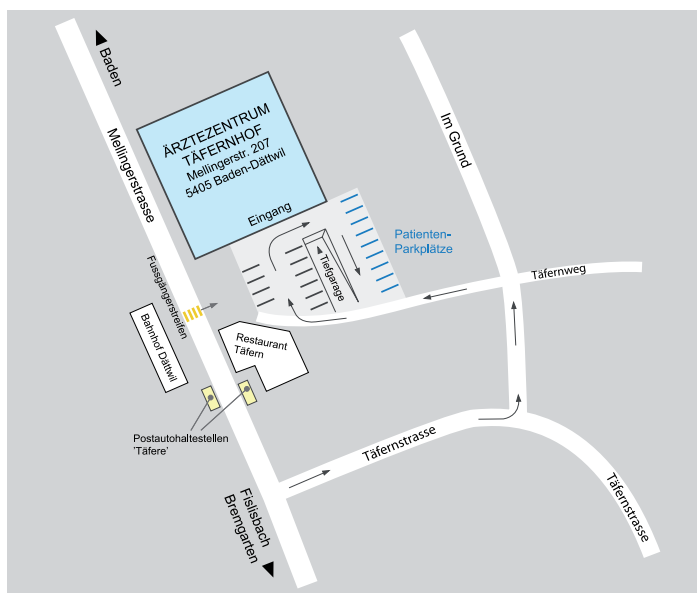 Baden
Mellingerstrasse
ÄRZTEZENTRUM
TÄFERNHOF
Mellingerstr. 207
5405 Baden-Dättwil
Eingang
Im Grund
Patienten-
Parkplätze
Tiefgarage
Täfernweg
Fussgängerstreifen
Bahnhof Dättwil
Restaurant
Täfern
Postautohaltestellen
'Täfere'
Täfernstrasse
Täfernstrasse
Fislisbach
Bremgarten